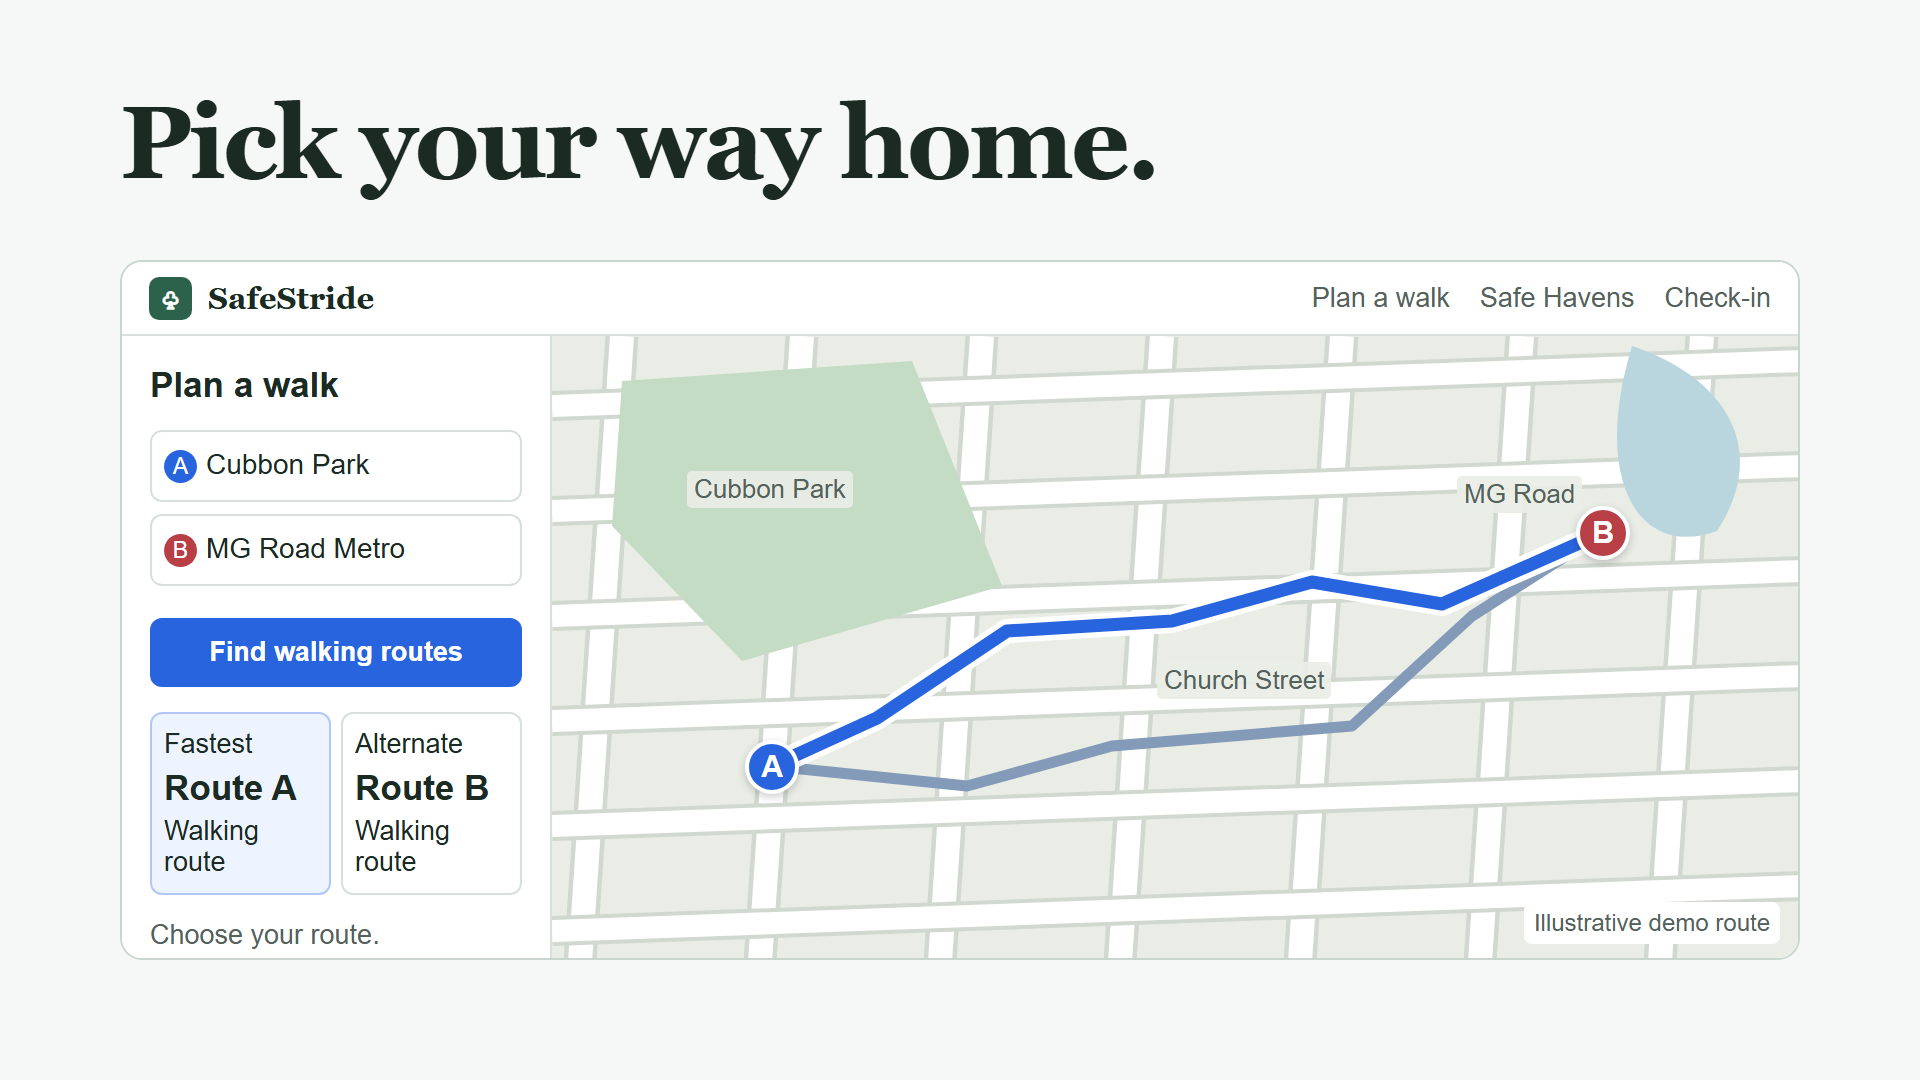 Pick your way home.
SafeStride
Plan a walk
Safe Havens
Check-in
Plan a walk
A Cubbon Park
B MG Road Metro
Find walking routes
Fastest
Route A
Walking
route
Alternate
Route B
Walking
route
Choose your route.
Cubbon Park
MG Road
B
Church Street
A
Illustrative demo route